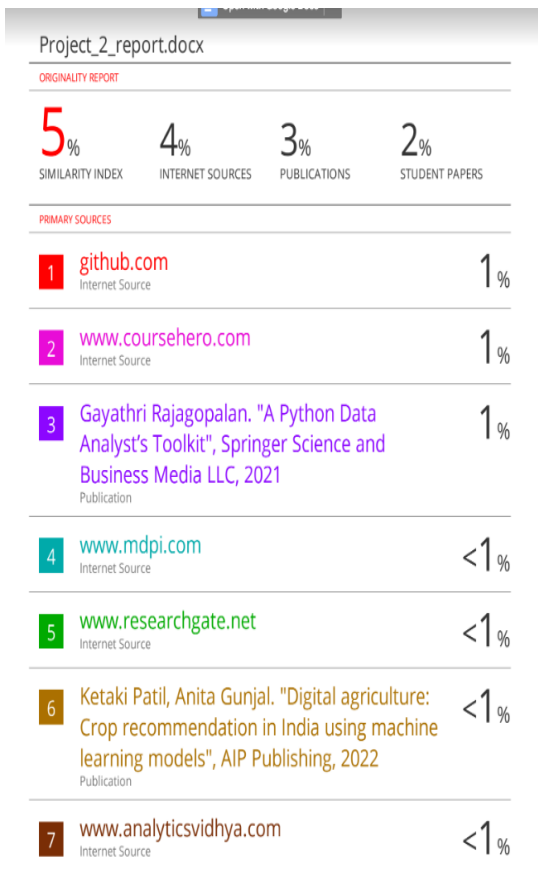 Project_2_report.docx
ORIGINALITY REPORT
5%
4%
3%
2%
SIMILARITY INDEX
INTERNET SOURCES
PUBLICATIONS
STUDENT PAPERS
PRIMARY SOURCES
1
github.com
Internet Source
1%
2
www.coursehero.com
Internet Source
1%
3
Gayathri Rajagopalan. "A Python Data
Analyst's Toolkit", Springer Science and
Business Media LLC, 2021
Publication
1%
4
www.mdpi.com
Internet Source
<1%
5
www.researchgate.net
Internet Source
<1%
6
Ketaki Patil, Anita Gunjal. "Digital agriculture:
Crop recommendation in India using machine
learning models", AIP Publishing, 2022
Publication
<1%
7
www.analyticsvidhya.com
Internet Source
<1%